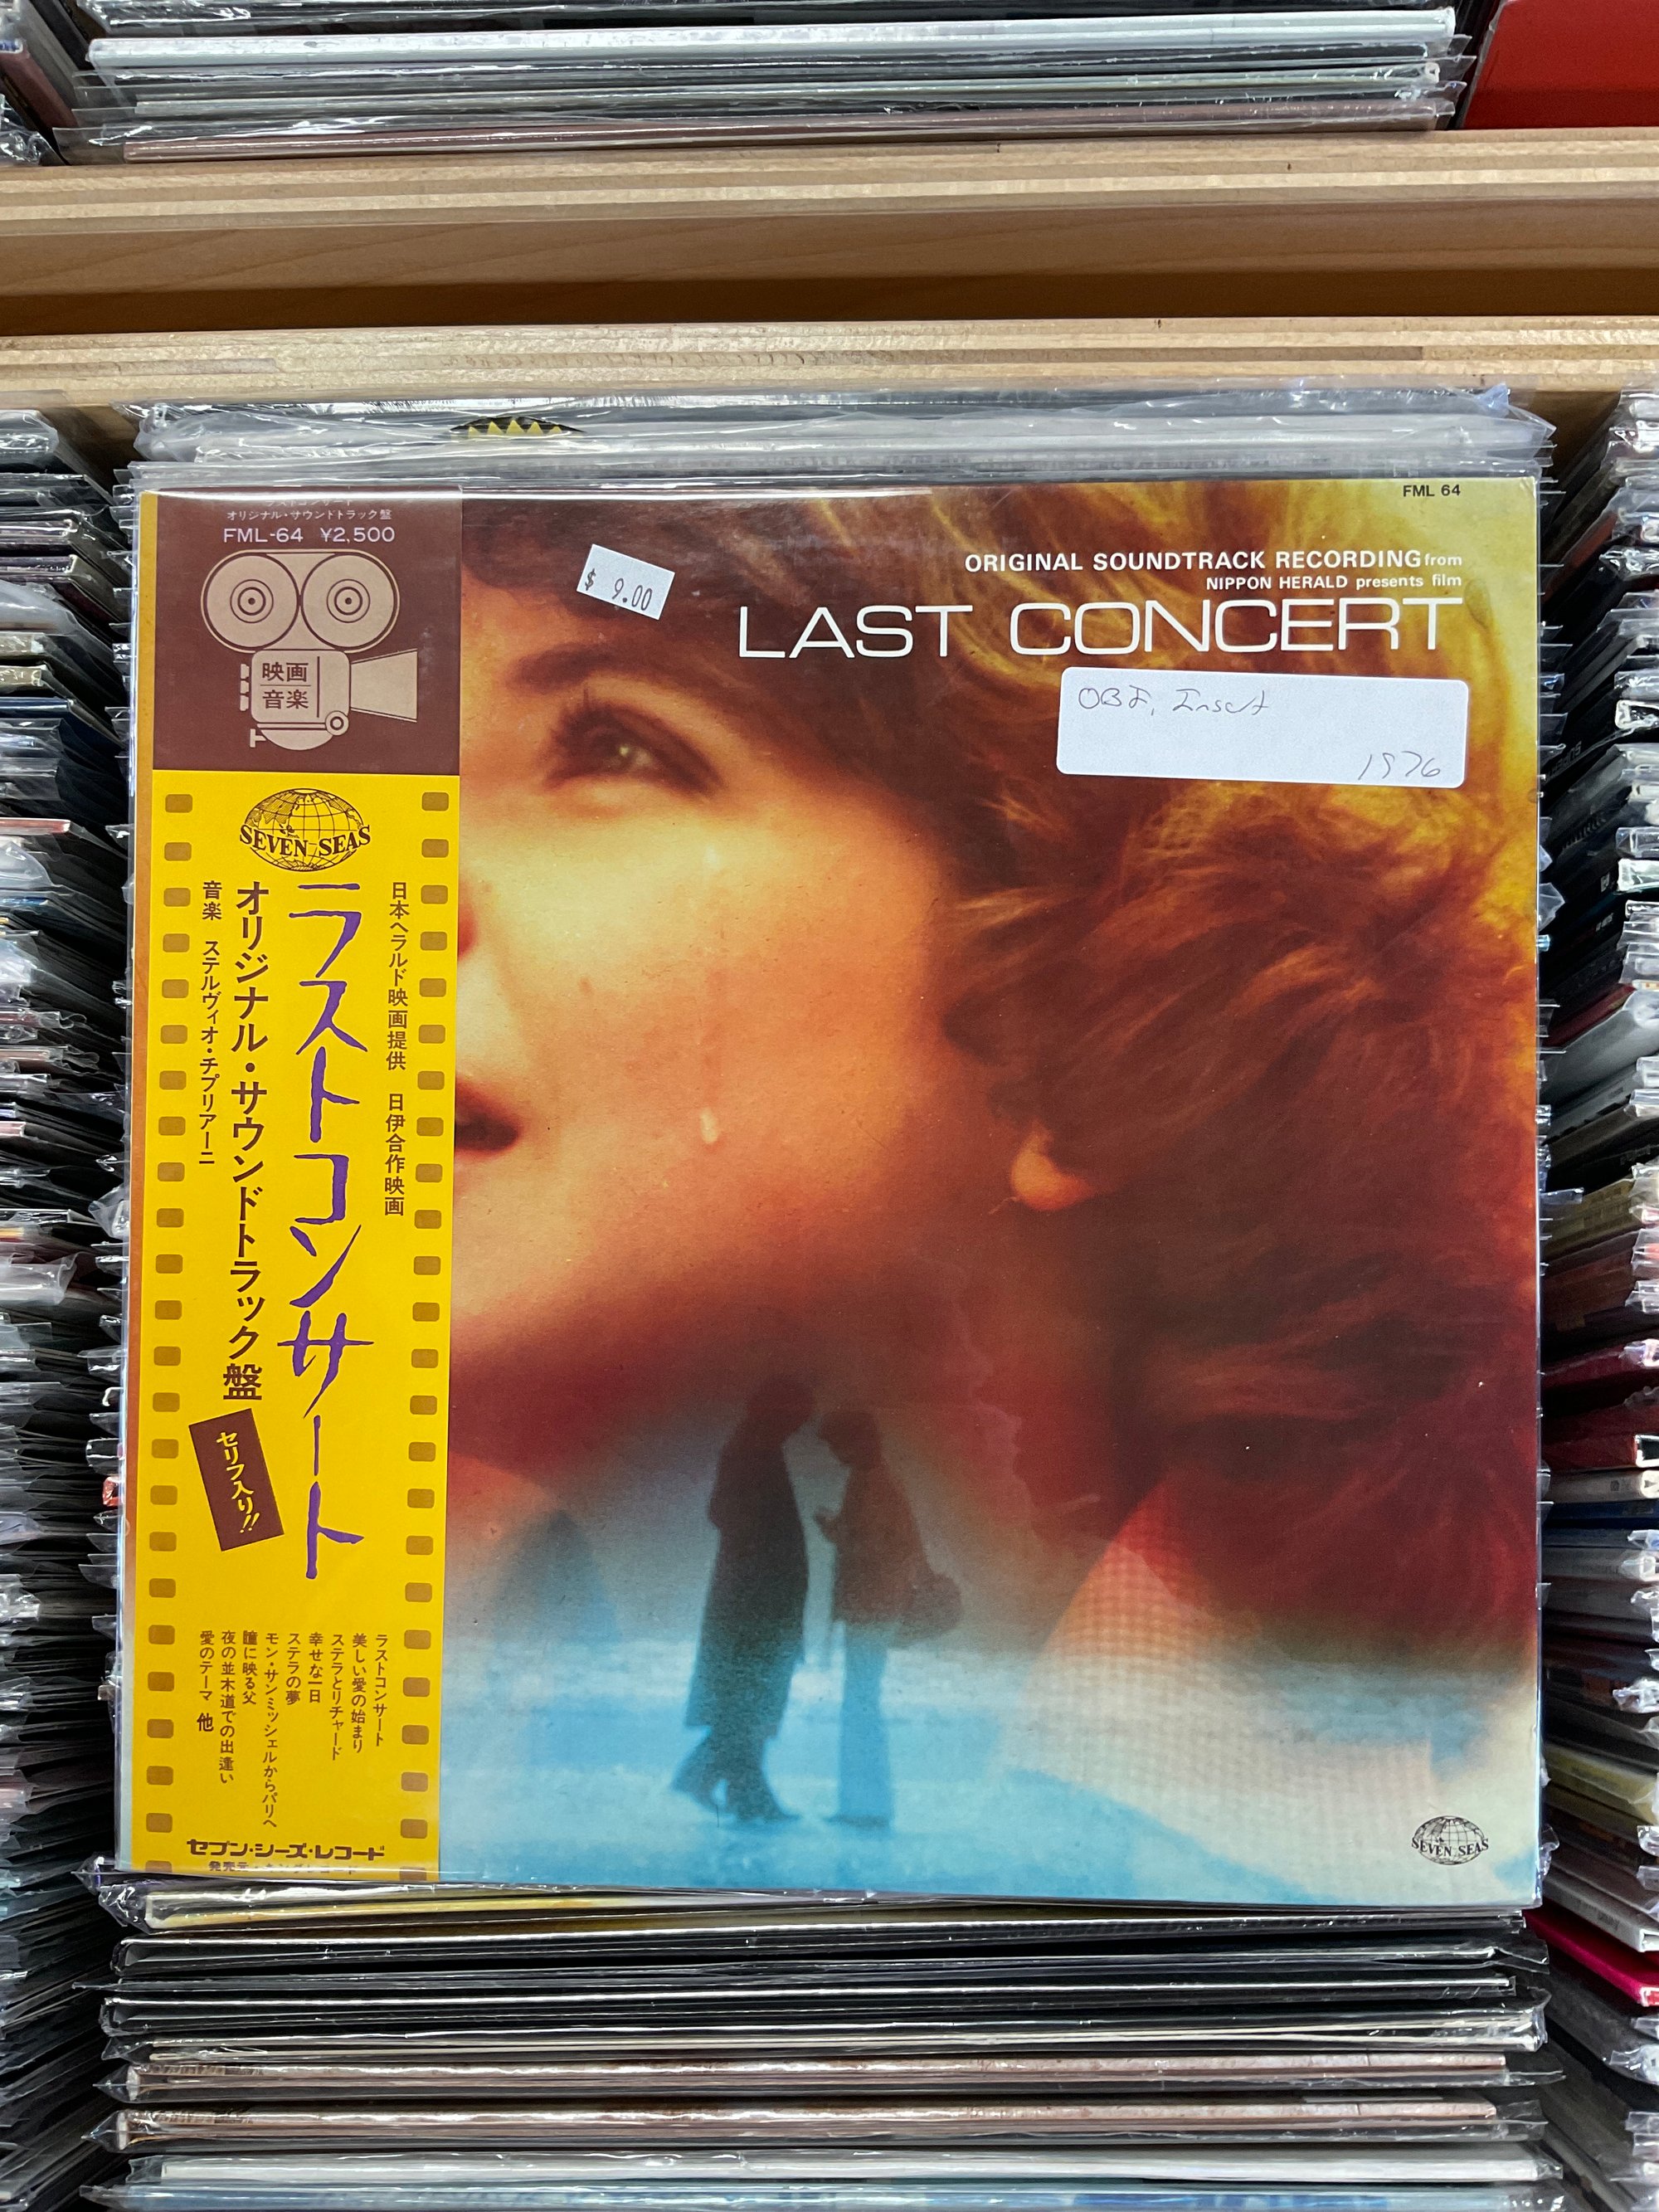 FML 64
ORIGINAL SOUNDTRACK RECORDING from
NIPPON HERALD presents film
LAST CONCERT
$ 9.00
OBI, Insert
1976
オリジナル・サウンドトラック盤
FML-64 ¥2,500
映画
音楽
SEVEN SEAS
日本ヘラルド映画提供 日伊合作映画
ラストコンサート
オリジナル・サウンドトラック盤
音楽 ステルヴィオ・チプリアーニ
セリフ入り!!
ラストコンサート
美しい愛の始まり
ステラとリチャード
幸せな一日
ステラの夢
モン・サンミッシェルからパリへ
瞳に映る父
夜の並木道での出逢い
愛のテーマ 他
セブン・シーズ・レコード
SEVEN SEAS